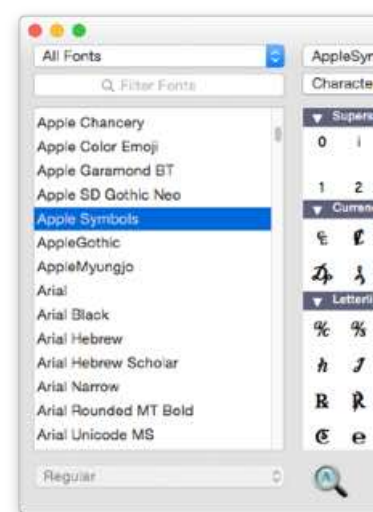 All Fonts
Filter Fonts
Apple Chancery
Apple Color Emoji
Apple Garamond BT
Apple SD Gothic Neo
Apple Symbols
AppleGothic
AppleMyungjo
Arial
Arial Black
Arial Hebrew
Arial Hebrew Scholar
Arial Narrow
Arial Rounded MT Bold
Arial Unicode MS
Regular
AppleSym
Characte
Supers
0 i
1 2
Currenc
₠ ₡
₯ ⩘
Letterli
℀ ℁
ℎ ℐ
ℝ
℮